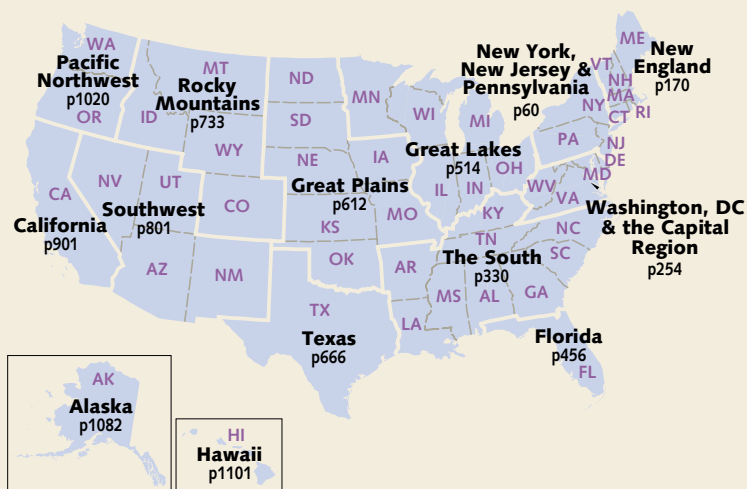 WA
Pacific
Northwest
p1020
OR
MT
Rocky
Mountains
p733
ID
WY
CO
ND
SD
NE
IA
MN
Great Plains
p612
KS
MO
OK
WI
MI
Great Lakes
p514
IL
IN
OH
New York,
New Jersey &
Pennsylvania
p60
NY
PA
NJ
ME
New
England
p170
VT
NH
MA
CT
RI
DE
MD
WV
VA
Washington, DC
& the Capital
Region
p254
CA
California
p901
NV
UT
Southwest
p801
AZ
NM
TX
Texas
p666
KY
TN
NC
SC
The South
p330
AR
LA
MS
AL
GA
Florida
p456
FL
AK
Alaska
p1082
HI
Hawaii
p1101